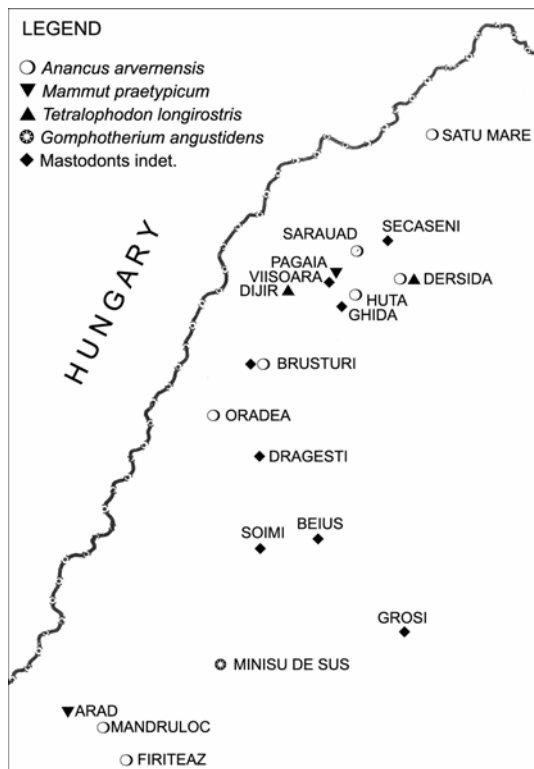 LEGEND
Anancus arvernensis
Mammut praetypicum
Tetralophodon longirostris
Gomphotherium angustidens
Mastodonts indet.
HUNGARY
SATU MARE
SECASENI
SARAUAD
PAGAIA
VIISOARA
DERSIDA
DIJIR
HUTA
GHIDA
BRUSTURI
ORADEA
DRAGESTI
BEIUS
SOIMI
GROSI
MINISU DE SUS
ARAD
MANDRULOC
FIRITEAZ